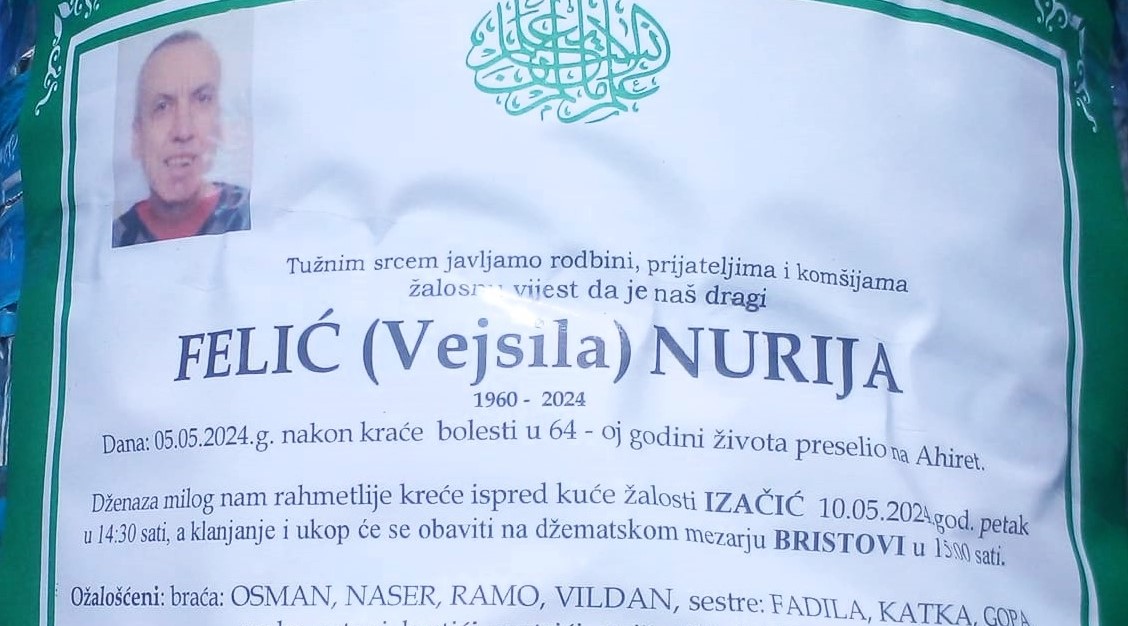 Tužnim srcem javljamo rodbini, prijateljima i komšijama
vijest da je naš dragi
FELIĆ (Vejsila) NURIJA
1960 - 2024
Dana: 05.05.2024.g. nakon kraće bolesti u 64 - oj godini života preselio na Ahiret.
Dženaza milog nam rahmetlije kreće ispred kuće žalosti IZAČIĆ 10.05.2024.god. petak
u 14:30 sati, a klanjanje i ukop će se obaviti na džematskom mezarju BRISTOVI u 15:00 sati.
Ožalošćeni: braća: OSMAN, NASER, RAMO, VILDAN, sestre: FADILA, KATKA,